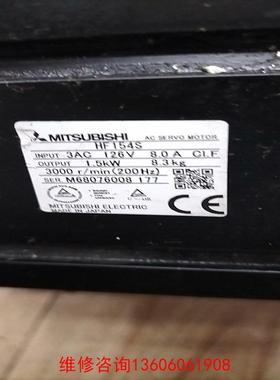 MITSUBISHI AC SERVO MOTOR
HF154S
INPUT 3AC 126V 8.0A Cl.F
OUTPUT 1.5kW 8.3kg
3000 r/min(200Hz)
SER. M68076008 177
MITSUBISHI ELECTRIC
MADE IN JAPAN
CE
维修咨询13606061908